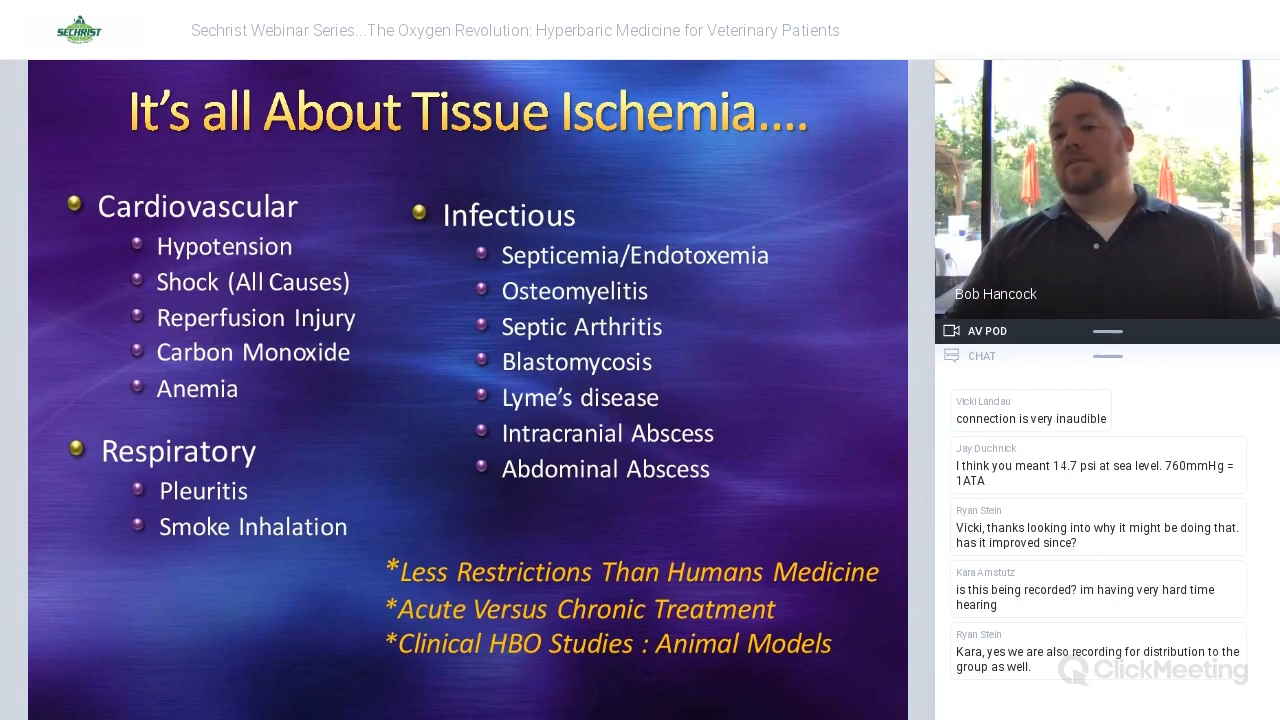 SECHRIST
Sechrist Webinar Series...The Oxygen Revolution: Hyperbaric Medicine for Veterinary Patients
It's all About Tissue Ischemia....
Cardiovascular
Hypotension
Shock (All Causes)
Reperfusion Injury
Carbon Monoxide
Anemia
Respiratory
Pleuritis
Smoke Inhalation
Infectious
Septicemia/Endotoxemia
Osteomyelitis
Septic Arthritis
Blastomycosis
Lyme's disease
Intracranial Abscess
Abdominal Abscess
*Less Restrictions Than Humans Medicine
*Acute Versus Chronic Treatment
*Clinical HBO Studies : Animal Models
Bob Hancock
AV POD
CHAT
Vicki Landau
connection is very inaudible
Jay Duchnick
I think you meant 14.7 psi at sea level. 760mmHg =
1ATA
Ryan Stein
Vicki, thanks looking into why it might be doing that.
has it improved since?
Kara Amstutz
is this being recorded? im having very hard time
hearing
Ryan Stein
Kara, yes we are also recording for distribution to the
group as well.
ClickMeeting